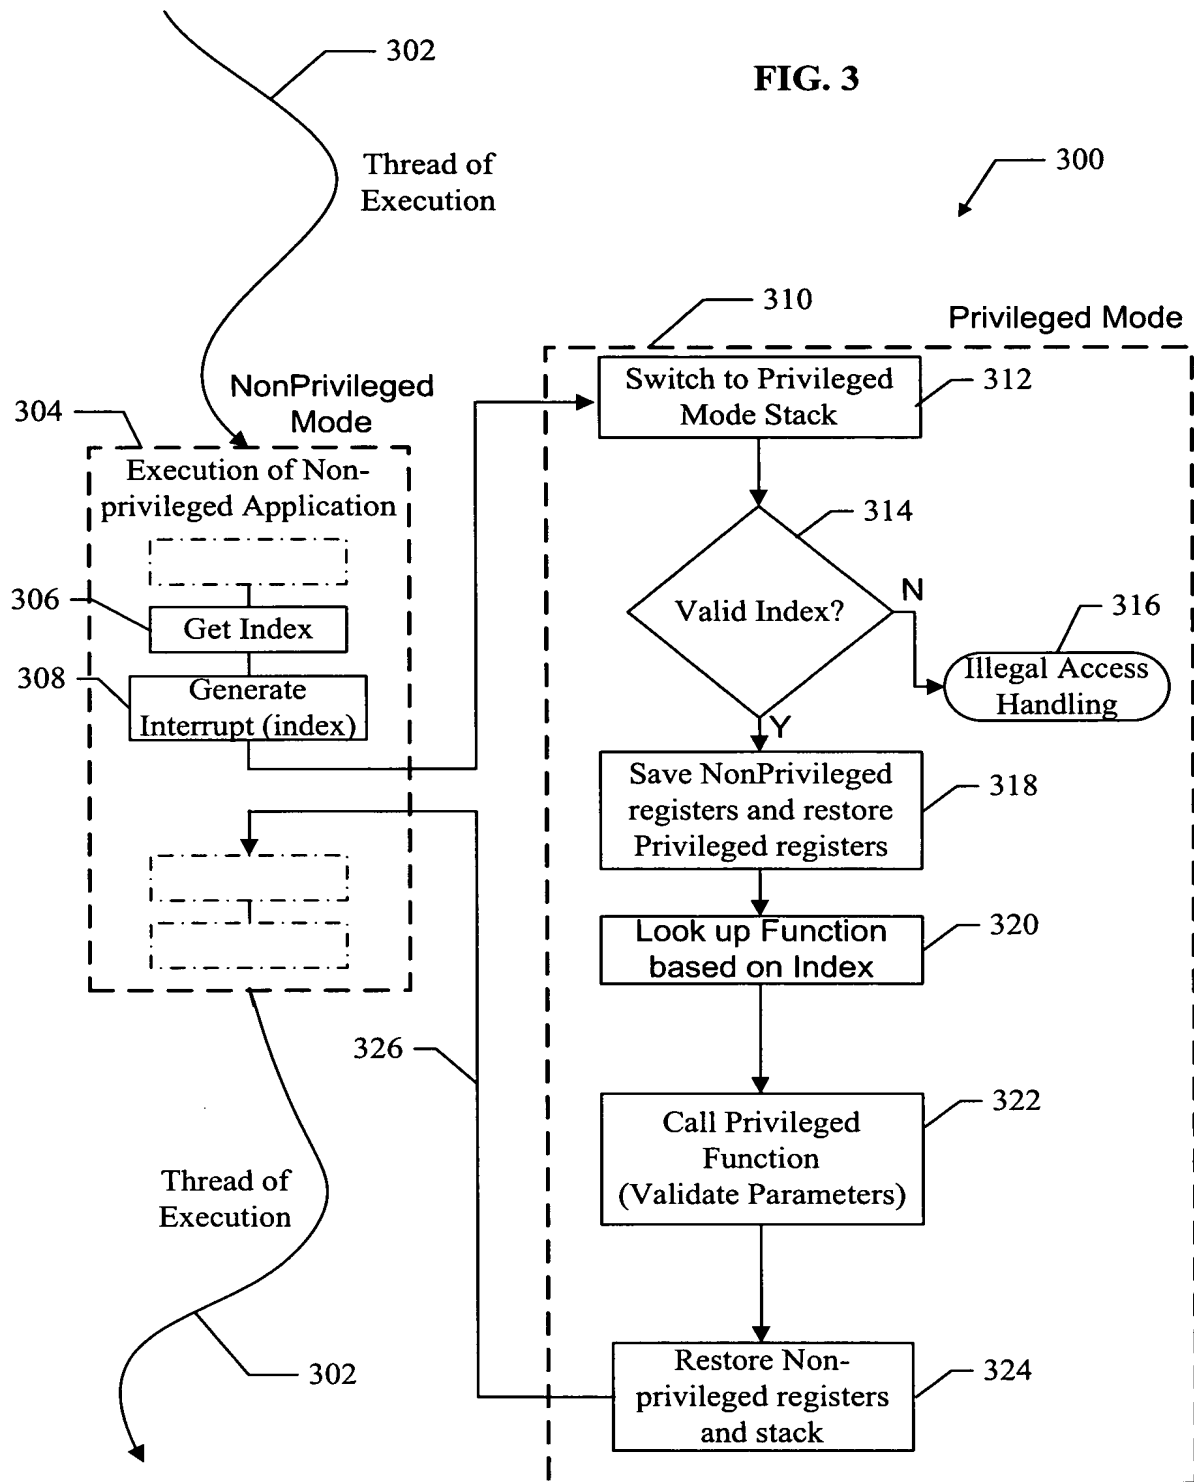 302
FIG. 3
Thread of
Execution
300
310
Privileged Mode
NonPrivileged
Mode
304
Execution of Non-
privileged Application
306
Get Index
308
Generate
Interrupt (index)
Switch to Privileged
Mode Stack
312
314
Valid Index?
N
316
Illegal Access
Handling
Y
Save NonPrivileged
registers and restore
Privileged registers
318
Look up Function
based on Index
320
326
Call Privileged
Function
(Validate Parameters)
322
Thread of
Execution
302
Restore Non-
privileged registers
and stack
324